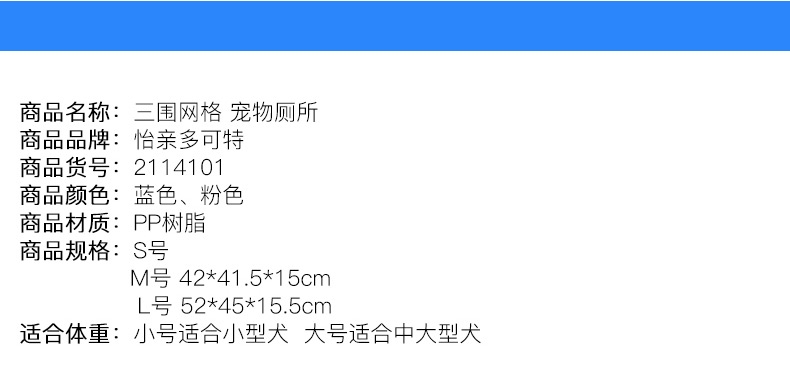 商品名称：三围网格 宠物厕所
商品品牌：怡亲多可特
商品货号：2114101
商品颜色：蓝色、粉色
商品材质：PP树脂
商品规格：S号
M号 42*41.5*15cm
L号 52*45*15.5cm
适合体重：小号适合小型犬 大号适合中大型犬